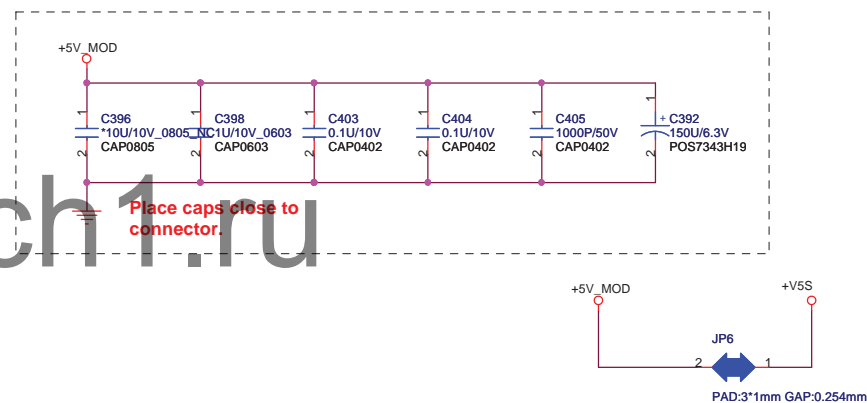 +5V_MOD
1 1 1 1 1 1
C396 C398 C403 C404 C405 + C392
*10U/10V_0805_NC 1U/10V_0603 0.1U/10V 0.1U/10V 1000P/50V 150U/6.3V
CAP0805 CAP0603 CAP0402 CAP0402 CAP0402 POS7343H19
2 2 2 2 2 2
ch1.ru
Place caps close to
connector.
+5V_MOD +V5S
JP6
2 1
PAD:3*1mm GAP:0.254mm